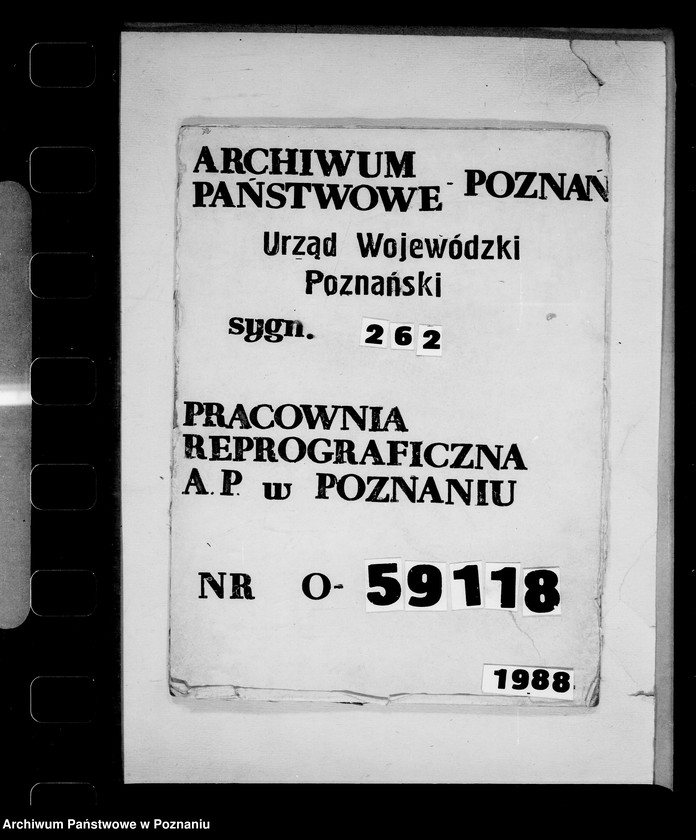 ARCHIWUM
PAŃSTWOWE - POZNAŃ
Urząd Wojewódzki
Poznański
sygn. 262
PRACOWNIA
REPROGRAFICZNA
A.P. w POZNANIU
NR O-59118
1988
Archiwum Państwowe w Poznaniu